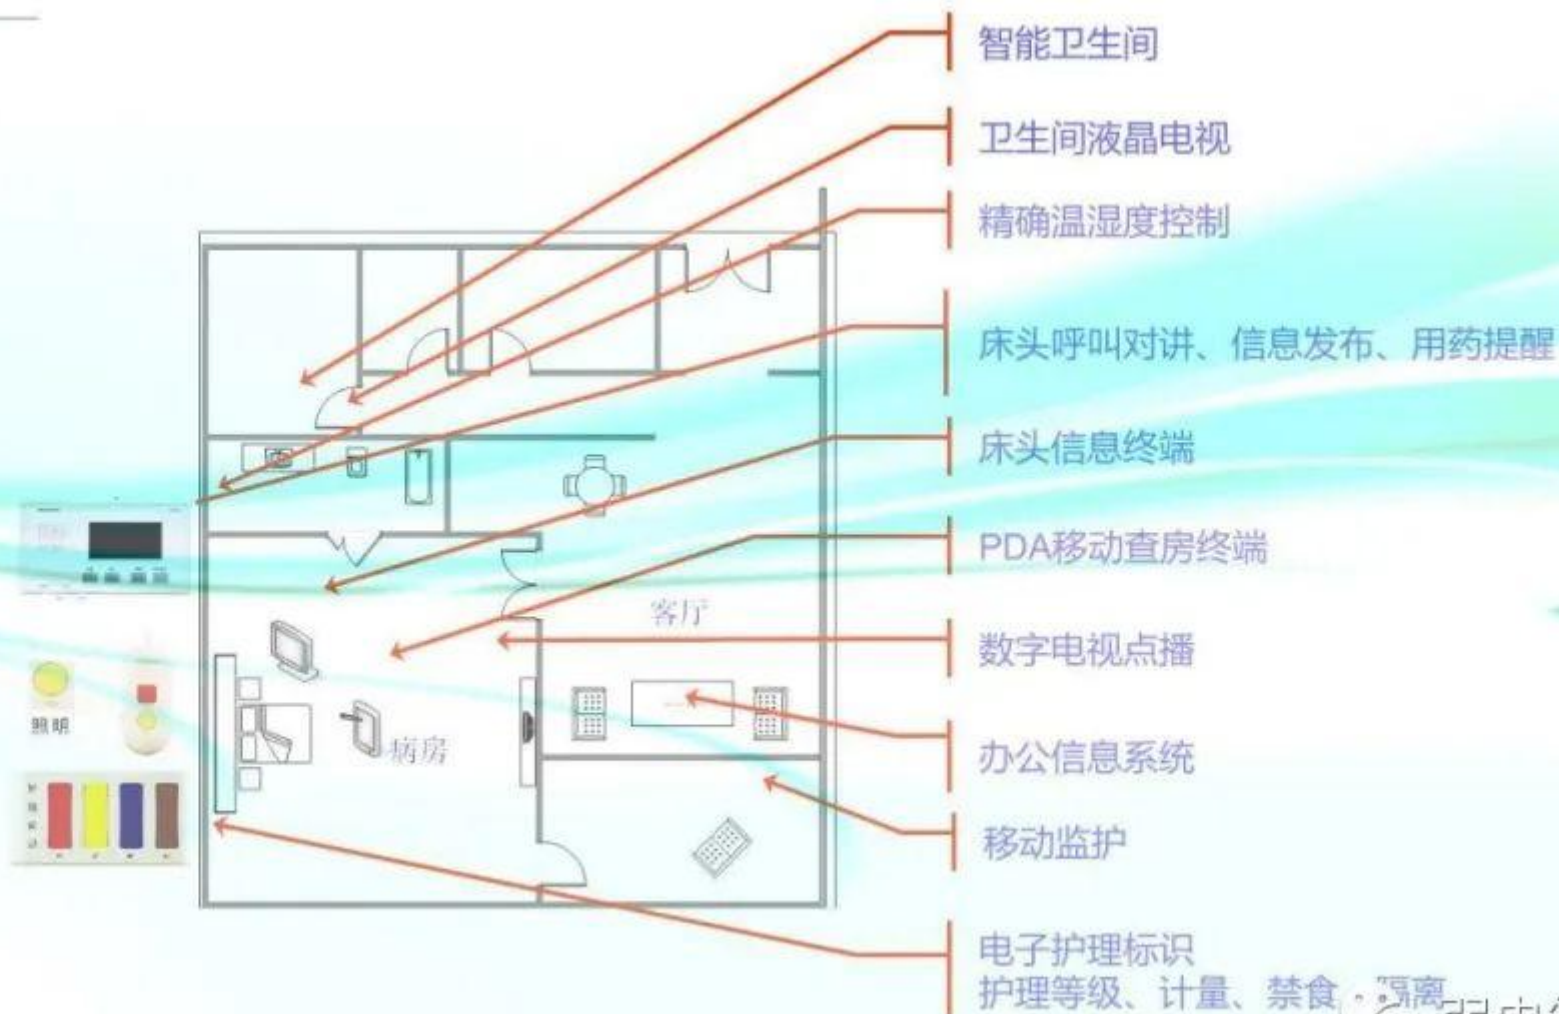 智能卫生间
卫生间液晶电视
精确温湿度控制
床头呼叫对讲、信息发布、用药提醒
床头信息终端
PDA移动查房终端
客厅
数字电视点播
病房
照明
办公信息系统
移动监护
电子护理标识
护理等级、计量、禁食、隔离